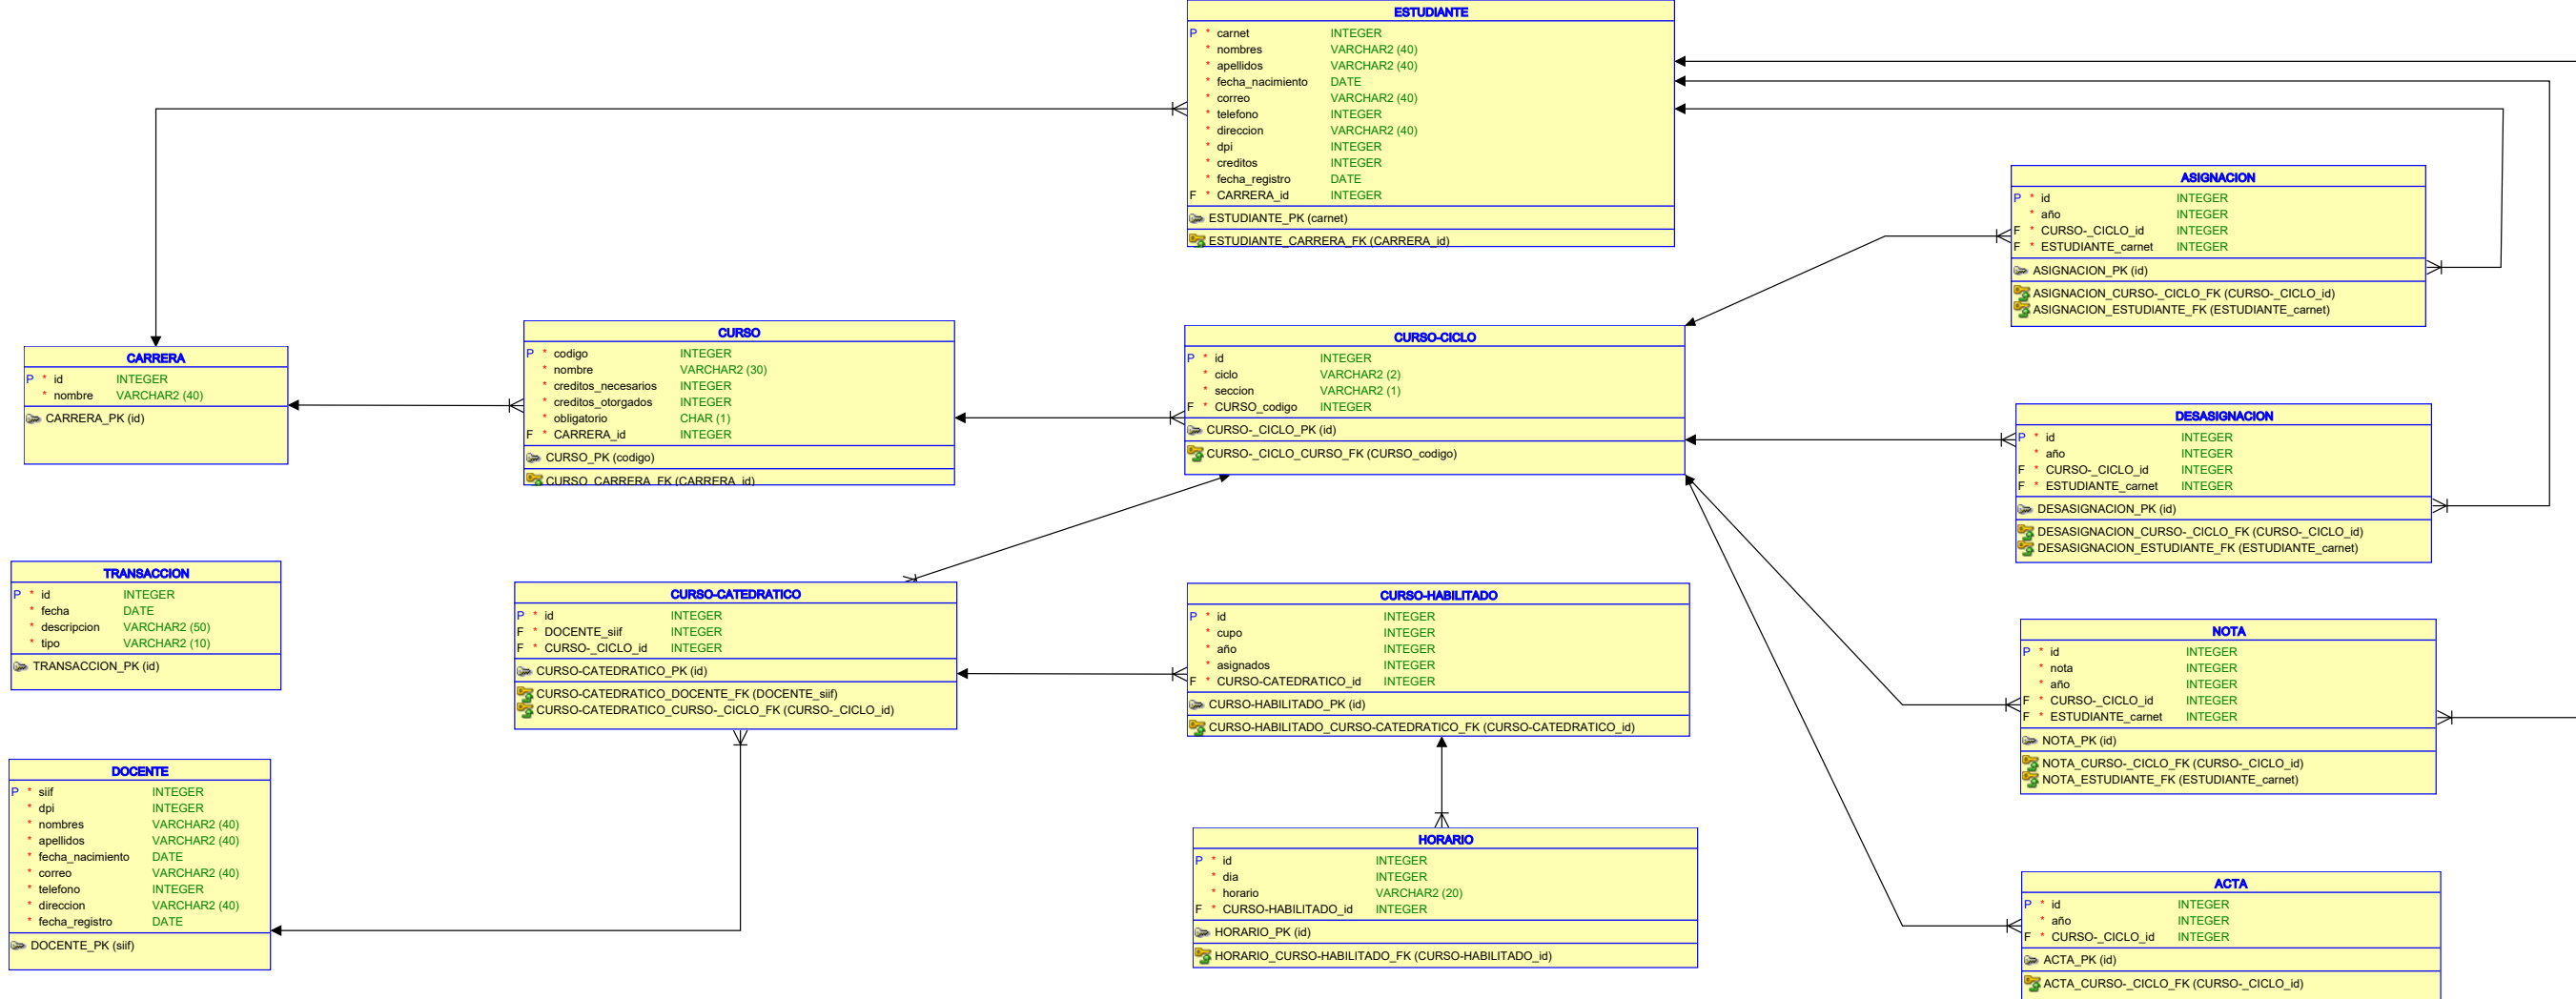 ESTUDIANTE
P * carnet INTEGER
* nombres VARCHAR2 (40)
* apellidos VARCHAR2 (40)
* fecha_nacimiento DATE
* correo VARCHAR2 (40)
* telefono INTEGER
* direccion VARCHAR2 (40)
* dpi INTEGER
* creditos INTEGER
* fecha_registro DATE
F * CARRERA_id INTEGER
ESTUDIANTE_PK (carnet)
ESTUDIANTE_CARRERA_FK (CARRERA_id)
ASIGNACION
P * id INTEGER
* año INTEGER
F * CURSO-_CICLO_id INTEGER
F * ESTUDIANTE_carnet INTEGER
ASIGNACION_PK (id)
ASIGNACION_CURSO-_CICLO_FK (CURSO-_CICLO_id)
ASIGNACION_ESTUDIANTE_FK (ESTUDIANTE_carnet)
CARRERA
P * id INTEGER
* nombre VARCHAR2 (40)
CARRERA_PK (id)
CURSO
P * codigo INTEGER
* nombre VARCHAR2 (30)
* creditos_necesarios INTEGER
* creditos_otorgados INTEGER
* obligatorio CHAR (1)
F * CARRERA_id INTEGER
CURSO_PK (codigo)
CURSO_CARRERA_FK (CARRERA_id)
CURSO-CICLO
P * id INTEGER
* ciclo VARCHAR2 (2)
* seccion VARCHAR2 (1)
F * CURSO_codigo INTEGER
CURSO-_CICLO_PK (id)
CURSO-_CICLO_CURSO_FK (CURSO_codigo)
DESASIGNACION
P * id INTEGER
* año INTEGER
F * CURSO-_CICLO_id INTEGER
F * ESTUDIANTE_carnet INTEGER
DESASIGNACION_PK (id)
DESASIGNACION_CURSO-_CICLO_FK (CURSO-_CICLO_id)
DESASIGNACION_ESTUDIANTE_FK (ESTUDIANTE_carnet)
TRANSACCION
P * id INTEGER
* fecha DATE
* descripcion VARCHAR2 (50)
* tipo VARCHAR2 (10)
TRANSACCION_PK (id)
CURSO-CATEDRATICO
P * id INTEGER
F * DOCENTE_siif INTEGER
F * CURSO-_CICLO_id INTEGER
CURSO-CATEDRATICO_PK (id)
CURSO-CATEDRATICO_DOCENTE_FK (DOCENTE_siif)
CURSO-CATEDRATICO_CURSO-_CICLO_FK (CURSO-_CICLO_id)
CURSO-HABILITADO
P * id INTEGER
* cupo INTEGER
* año INTEGER
* asignados INTEGER
F * CURSO-CATEDRATICO_id INTEGER
CURSO-HABILITADO_PK (id)
CURSO-HABILITADO_CURSO-CATEDRATICO_FK (CURSO-CATEDRATICO_id)
NOTA
P * id INTEGER
* nota INTEGER
* año INTEGER
F * CURSO-_CICLO_id INTEGER
F * ESTUDIANTE_carnet INTEGER
NOTA_PK (id)
NOTA_CURSO-_CICLO_FK (CURSO-_CICLO_id)
NOTA_ESTUDIANTE_FK (ESTUDIANTE_carnet)
DOCENTE
P * siif INTEGER
* dpi INTEGER
* nombres VARCHAR2 (40)
* apellidos VARCHAR2 (40)
* fecha_nacimiento DATE
* correo VARCHAR2 (40)
* telefono INTEGER
* direccion VARCHAR2 (40)
* fecha_registro DATE
DOCENTE_PK (siif)
HORARIO
P * id INTEGER
* dia INTEGER
* horario VARCHAR2 (20)
F * CURSO-HABILITADO_id INTEGER
HORARIO_PK (id)
HORARIO_CURSO-HABILITADO_FK (CURSO-HABILITADO_id)
ACTA
P * id INTEGER
* año INTEGER
F * CURSO-_CICLO_id INTEGER
ACTA_PK (id)
ACTA_CURSO-_CICLO_FK (CURSO-_CICLO_id)